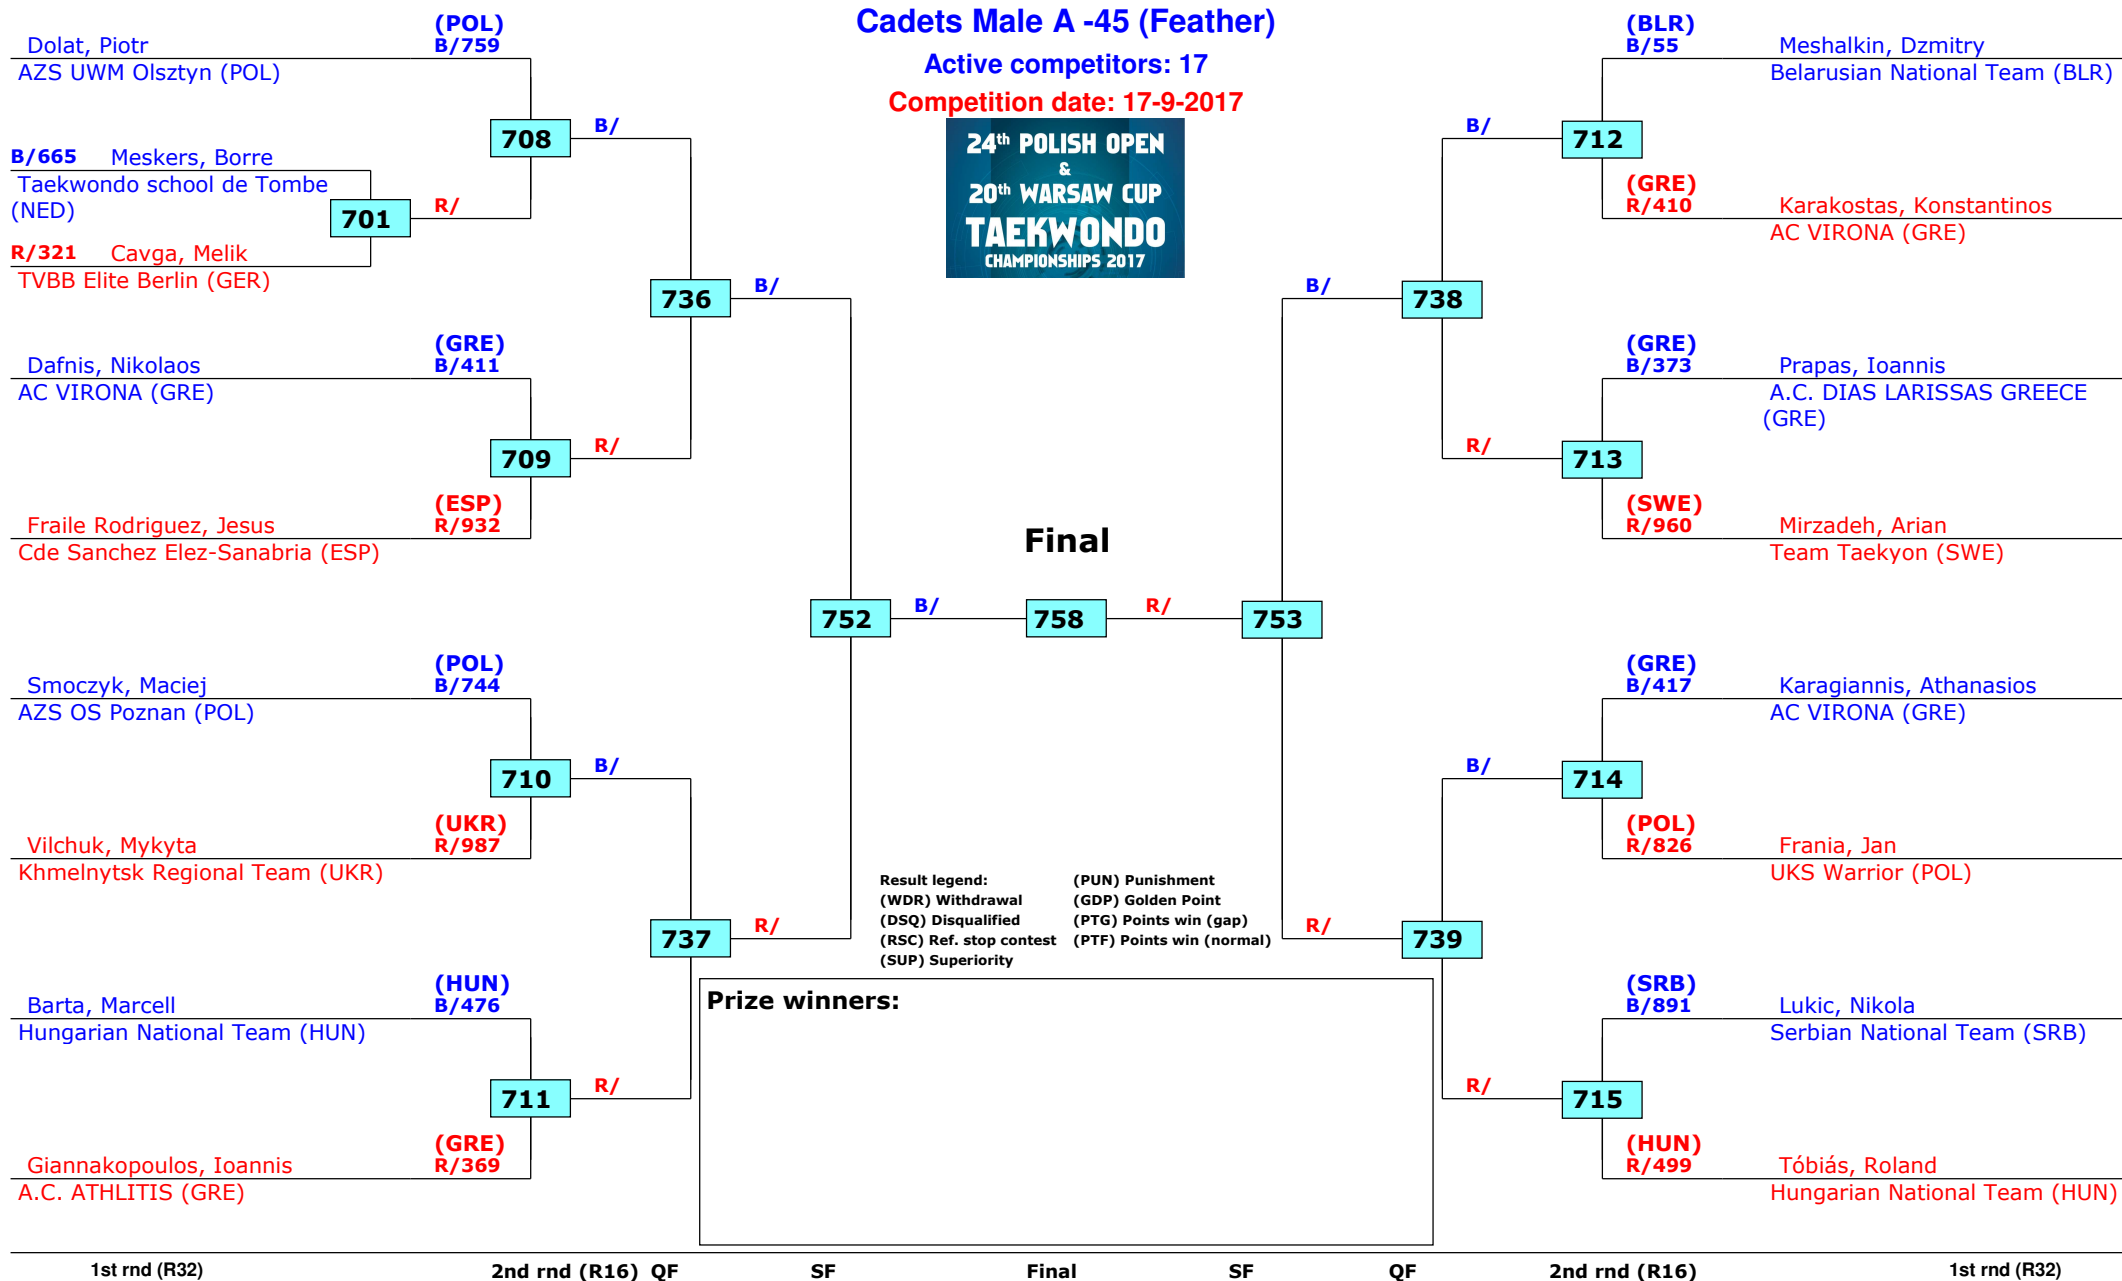 Cadets Male A -45 (Feather)
Active competitors: 17
Competition date: 17-9-2017
24th POLISH OPEN
&
20th WARSAW CUP
TAEKWONDO
CHAMPIONSHIPS 2017
(POL)
Dolat, Piotr B/759
AZS UWM Olsztyn (POL)
708 B/
B/665 Meskers, Borre
Taekwondo school de Tombe
(NED)
701 R/
R/321 Cavga, Melik
TVBB Elite Berlin (GER)
736 B/
(GRE)
Dafnis, Nikolaos B/411
AC VIRONA (GRE)
709 R/
(ESP)
Fraile Rodriguez, Jesus R/932
Cde Sanchez Elez-Sanabria (ESP)
752 B/
(POL)
Smoczyk, Maciej B/744
AZS OS Poznan (POL)
710 B/
(UKR)
Vilchuk, Mykyta R/987
Khmelnytsk Regional Team (UKR)
737 R/
(HUN)
Barta, Marcell B/476
Hungarian National Team (HUN)
711 R/
(GRE)
Giannakopoulos, Ioannis R/369
A.C. ATHLITIS (GRE)
Final
758
(BLR)
B/55 Meshalkin, Dzmitry
Belarusian National Team (BLR)
B/ 712
(GRE)
R/410 Karakostas, Konstantinos
AC VIRONA (GRE)
B/ 738
(GRE)
B/373 Prapas, Ioannis
A.C. DIAS LARISSAS GREECE
(GRE)
R/ 713
(SWE)
R/960 Mirzadeh, Arian
Team Taekyon (SWE)
R/ 753
(GRE)
B/417 Karagiannis, Athanasios
AC VIRONA (GRE)
B/ 714
(POL)
R/826 Frania, Jan
UKS Warrior (POL)
R/ 739
(SRB)
B/891 Lukic, Nikola
Serbian National Team (SRB)
R/ 715
(HUN)
R/499 Tóbiás, Roland
Hungarian National Team (HUN)
Result legend: (PUN) Punishment
(WDR) Withdrawal (GDP) Golden Point
(DSQ) Disqualified (PTG) Points win (gap)
(RSC) Ref. stop contest (PTF) Points win (normal)
(SUP) Superiority
Prize winners:
1st rnd (R32) 2nd rnd (R16) QF SF Final SF QF 2nd rnd (R16) 1st rnd (R32)